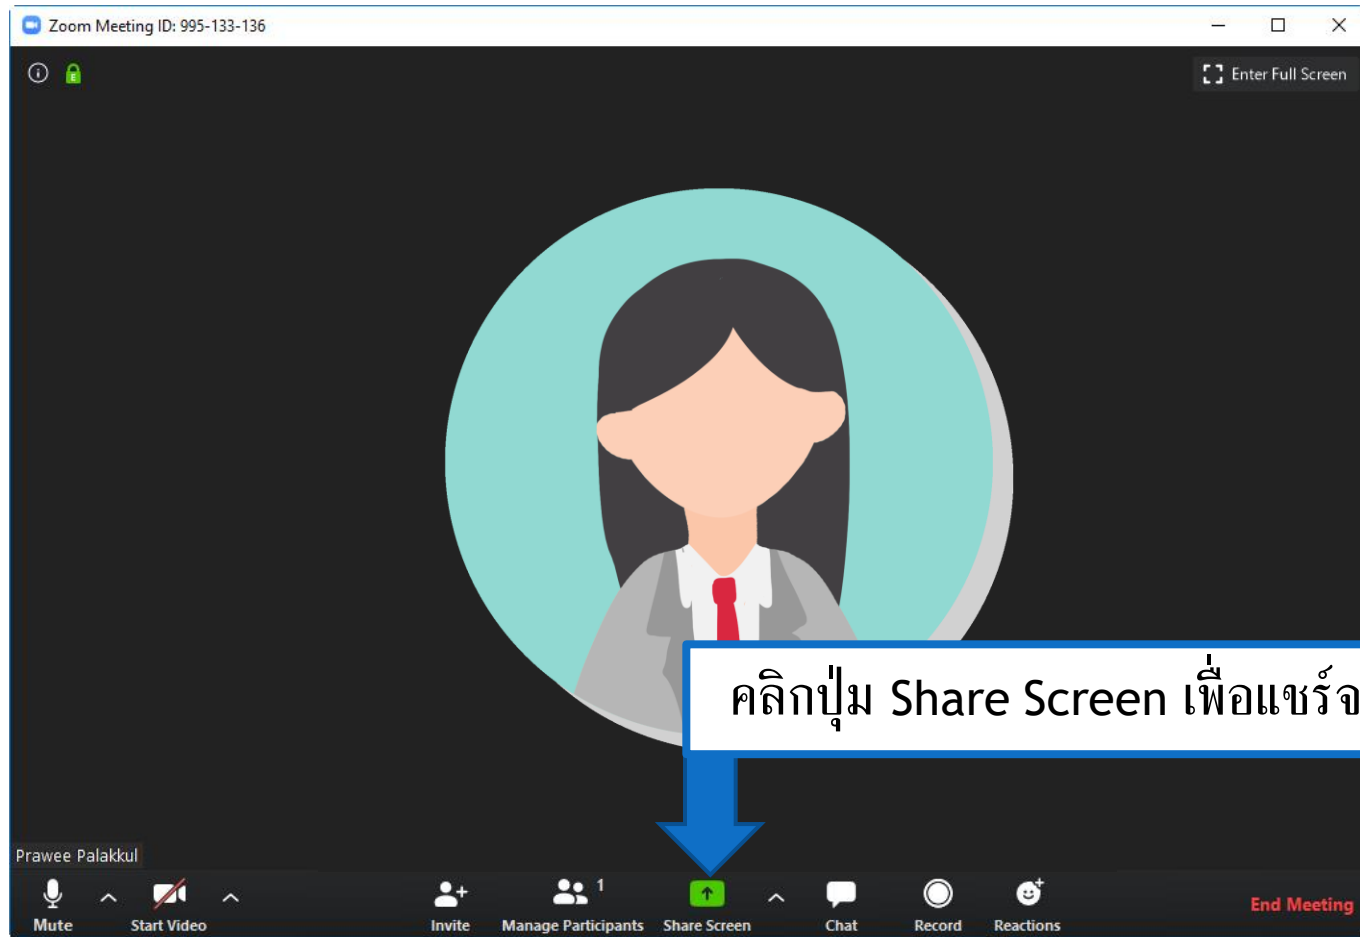 Zoom Meeting ID: 995-133-136
Enter Full Screen
คลิกปุ่ม Share Screen เพื่อแชร์จ
Prawee Palakkul
1
Mute Start Video Invite Manage Participants Share Screen Chat Record Reactions End Meeting